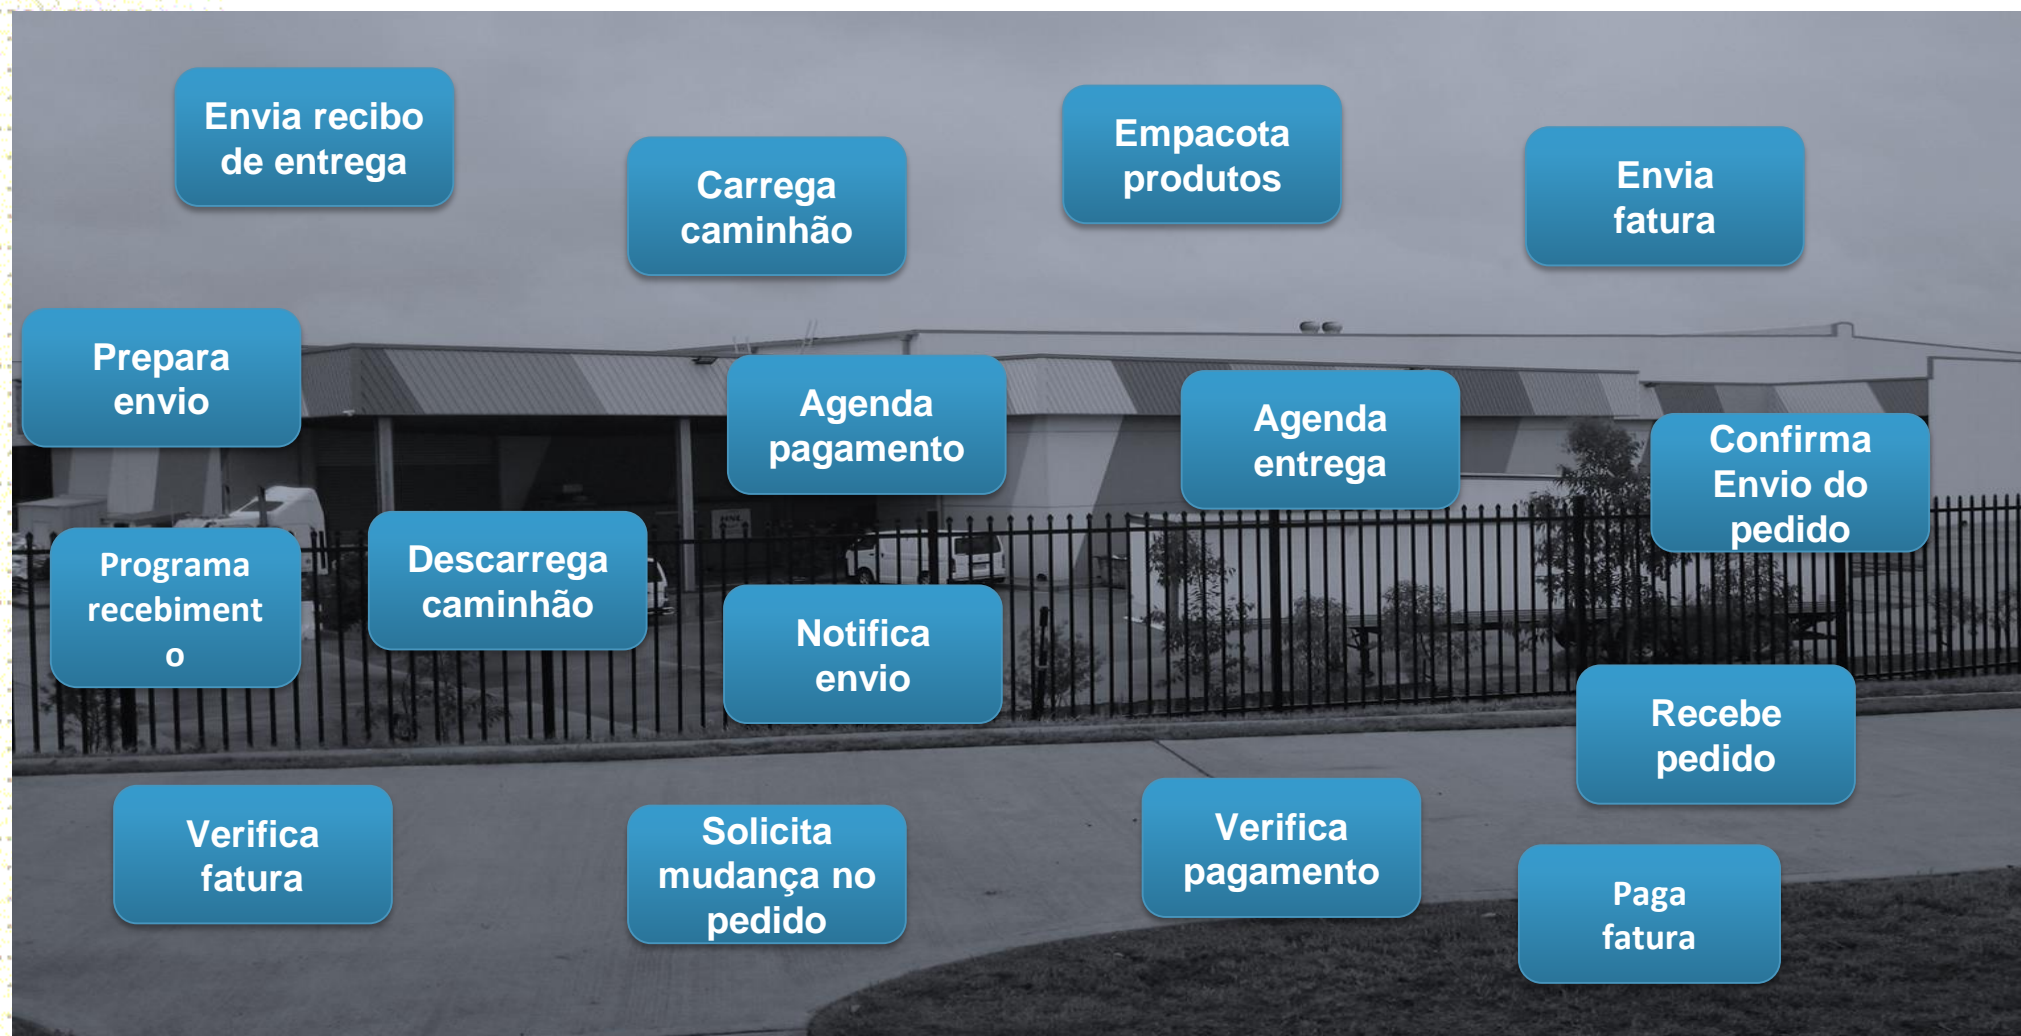 Envia recibo
de entrega
Carrega
caminhão
Empacota
produtos
Envia
fatura
Prepara
envio
Agenda
pagamento
Agenda
entrega
Confirma
Envio do
pedido
Programa
recebiment
o
Descarrega
caminhão
Notifica
envio
Recebe
pedido
Verifica
fatura
Solicita
mudança no
pedido
Verifica
pagamento
Paga
fatura